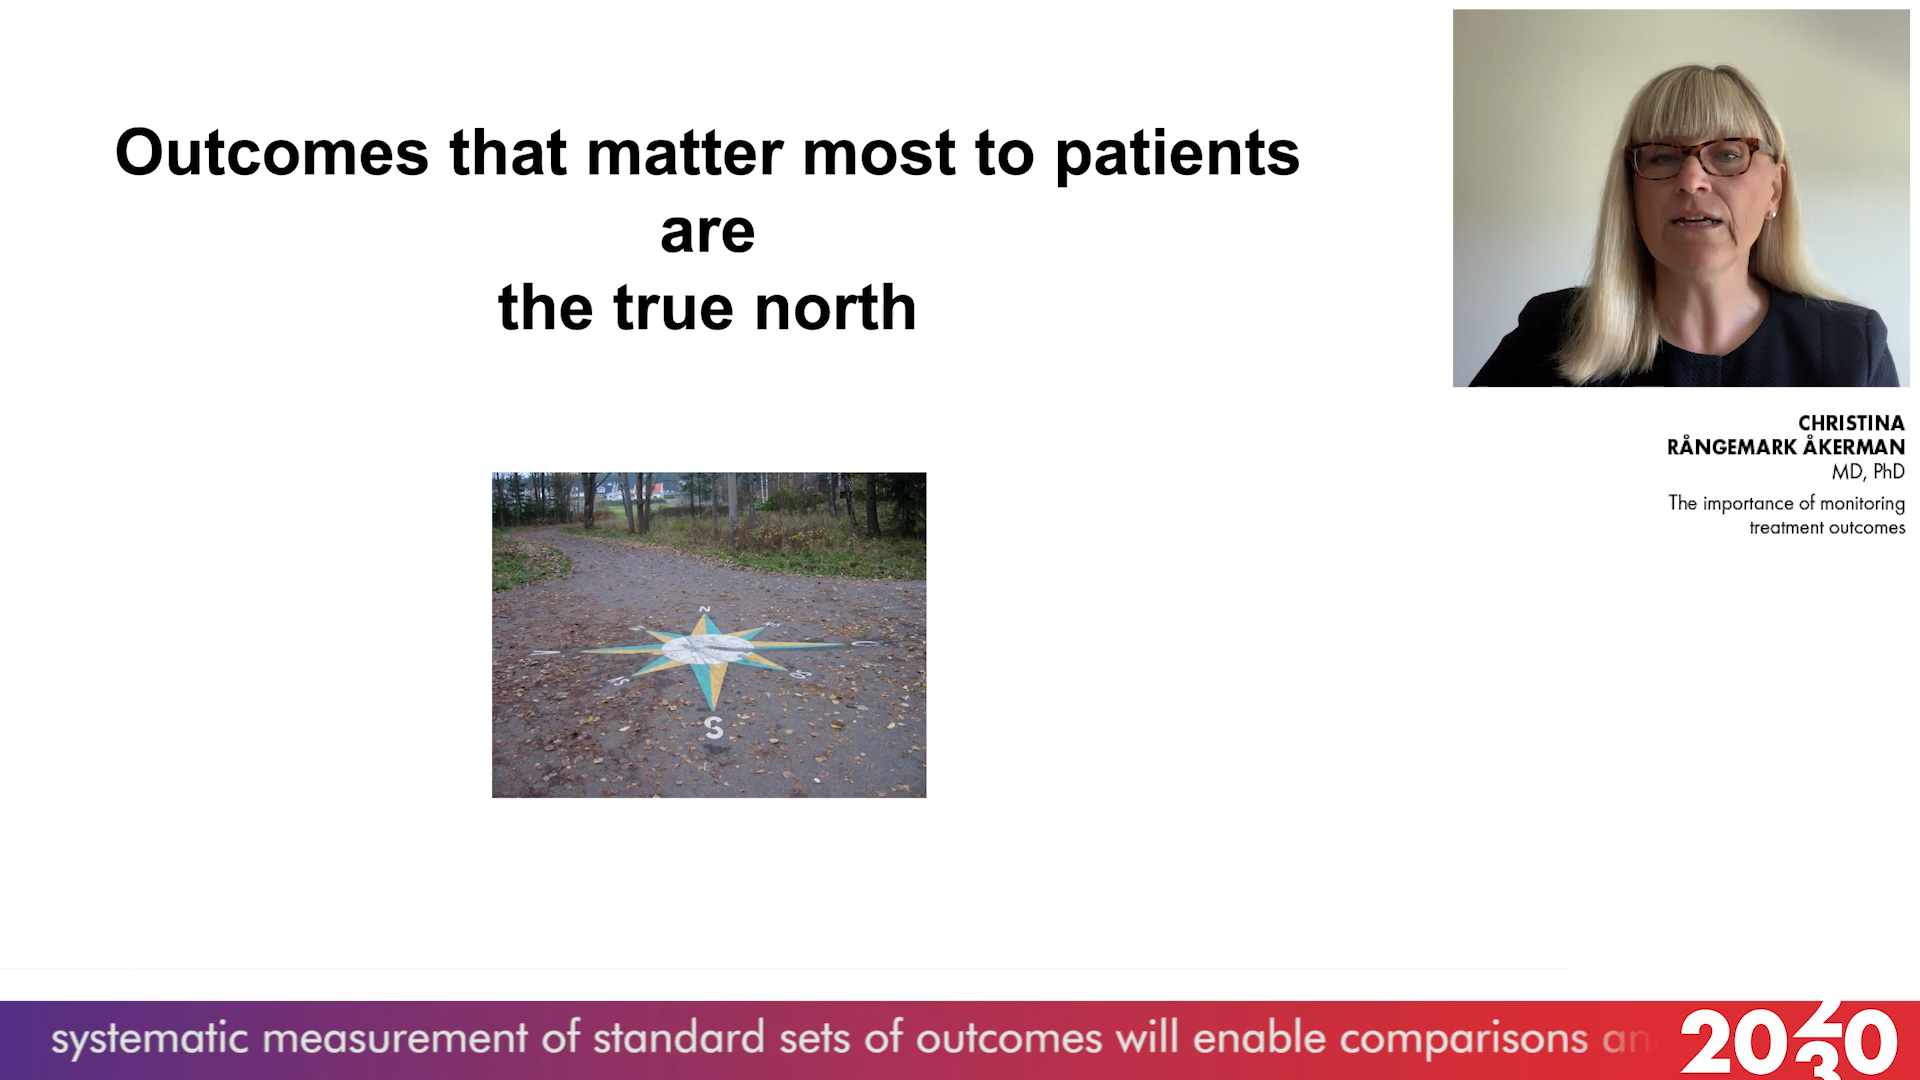 Outcomes that matter most to patients
are
the true north
N
S
CHRISTINA
RÅNGEMARK ÅKERMAN
MD, PhD
The importance of monitoring
treatment outcomes
systematic measurement of standard sets of outcomes will enable comparisons